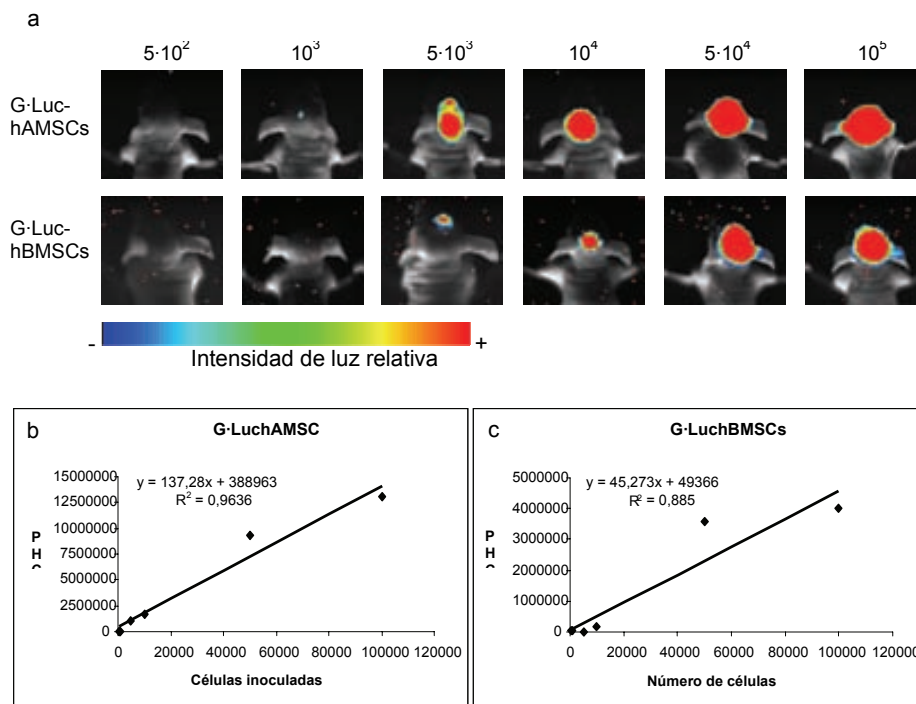 a
5·10² 10³ 5·10³ 10⁴ 5·10⁴ 10⁵
G·Luc-
hAMSCs
G·Luc-
hBMSCs
- +
Intensidad de luz relativa
b
G·LuchAMSC
y = 137,28x + 388963
R² = 0,9636
15000000
12500000
10000000
7500000
5000000
2500000
0
0 20000 40000 60000 80000 100000 120000
Células inoculadas
c
G·LuchBMSCs
y = 45,273x + 49366
R² = 0,885
5000000
4000000
3000000
2000000
1000000
0
0 20000 40000 60000 80000 100000 120000
Número de células